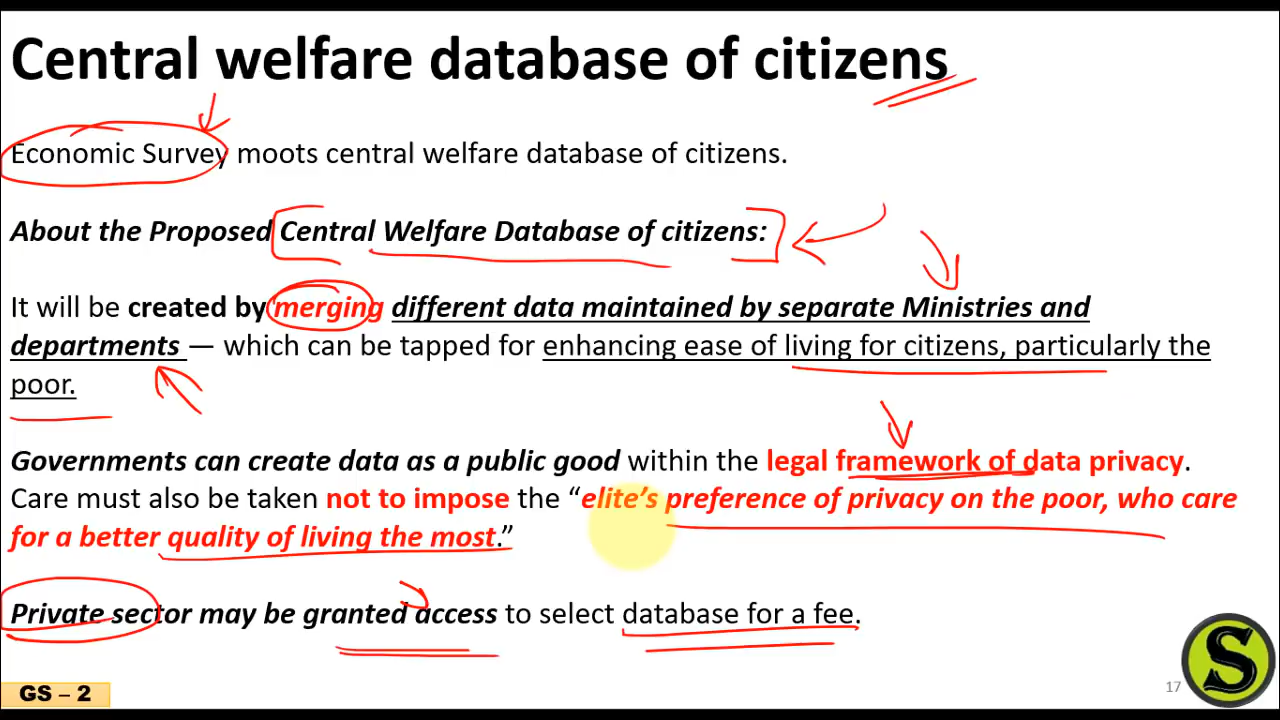 Central welfare database of citizens
Economic Survey moots central welfare database of citizens.
About the Proposed Central Welfare Database of citizens:
It will be created by merging different data maintained by separate Ministries and
departments — which can be tapped for enhancing ease of living for citizens, particularly the
poor.
Governments can create data as a public good within the legal framework of data privacy.
Care must also be taken not to impose the “elite’s preference of privacy on the poor, who care
for a better quality of living the most.”
Private sector may be granted access to select database for a fee.
S
17
GS – 2